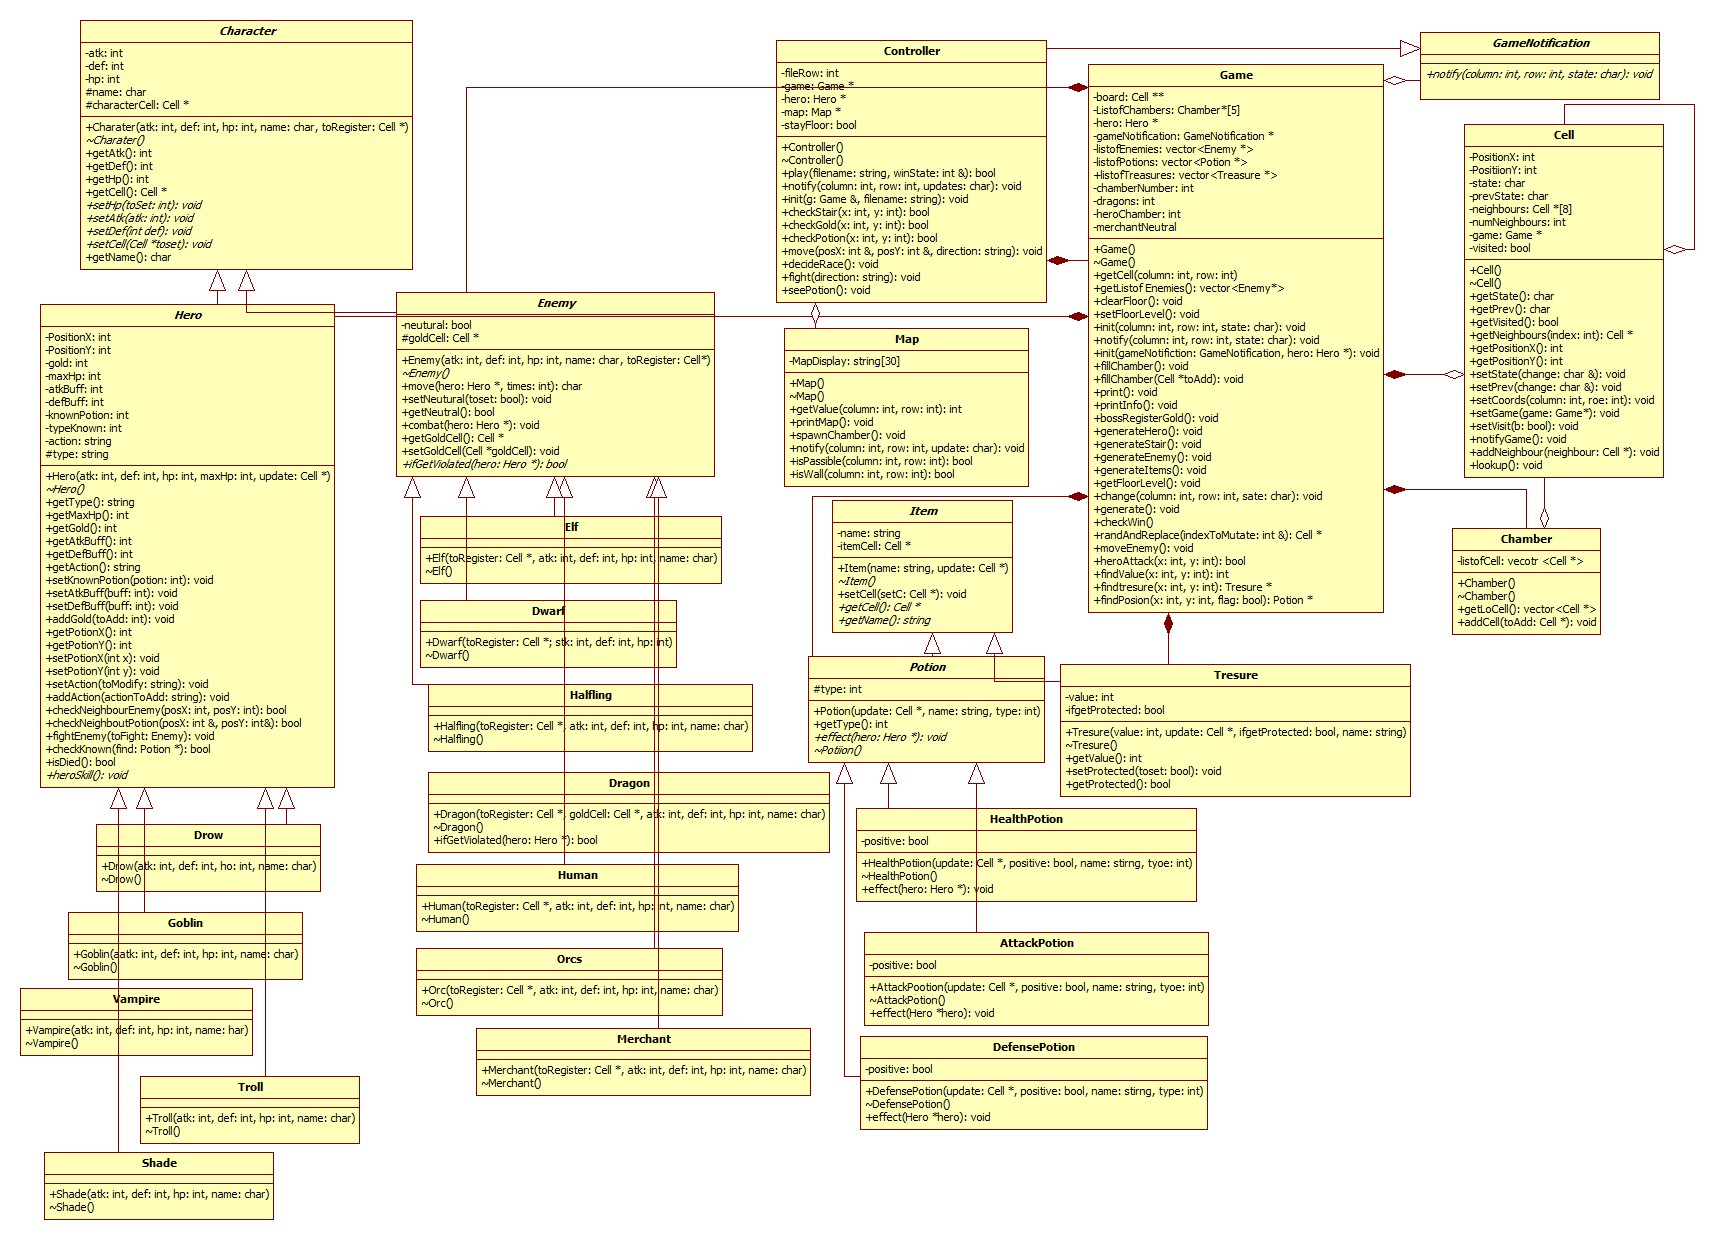 Character
-atk: int
-def: int
-hp: int
#name: char
#characterCell: Cell *
+Charater(atk: int, def: int, hp: int, name: char, toRegister: Cell *)
~Charater()
+getAtk(): int
+getDef(): int
+getHp(): int
+getCell(): Cell *
+setHp(toSet: int): void
+setAtk(atk: int): void
+setDef(int def): void
+setCell(Cell *toset): void
+getName(): char
Controller
-fileRow: int
-game: Game *
-hero: Hero *
-map: Map *
-stayFloor: bool
+Controller()
~Controller()
+play(filename: string, winState: int &): bool
+notify(column: int, row: int, updates: char): void
+init(g: Game &, filename: string): void
+checkStair(x: int, y: int): bool
+checkGold(x: int, y: int): bool
+checkPotion(x: int, y: int): bool
+move(posX: int &, posY: int &, direction: string): void
+decideRace(): void
+fight(direction: string): void
+seePotion(): void
GameNotification
+notify(column: int, row: int, state: char): void
Game
-board: Cell **
-ListofChambers: Chamber*[5]
-hero: Hero *
-gameNotification: GameNotification *
-listofEnemies: vector<Enemy *>
-listofPotions: vector<Potion *>
+listofTreasures: vector<Treasure *>
-chamberNumber: int
-dragons: int
-heroChamber: int
-merchantNeutral
+Game()
~Game()
+getCell(column: int, row: int)
+getListof Enemies(): vector<Enemy*>
+clearFloor(): void
+setFloorLevel(): void
+init(column: int, row: int, state: char): void
+notify(column: int, row: int, state: char): void
+init(gameNotifiction: GameNotification, hero: Hero *): void
+fillChamber(): void
+fillChamber(Cell *toAdd): void
+print(): void
+printInfo(): void
+bossRegisterGold(): void
+generateHero(): void
+generateStair(): void
+generateEnemy(): void
+generateItems(): void
+getFloorLevel(): void
+change(column: int, row: int, sate: char): void
+generate(): void
+checkWin()
+randAndReplace(indexToMutate: int &): Cell *
+moveEnemy(): void
+heroAttack(x: int, y: int): bool
+findValue(x: int, y: int): int
+findtresure(x: int, y: int): Tresure *
+findPosion(x: int, y: int, flag: bool): Potion *
Cell
-PositionX: int
-PositiionY: int
-state: char
-prevState: char
-neighbours: Cell *[8]
-numNeighbours: int
-game: Game *
-visited: bool
+Cell()
~Cell()
+getState(): char
+getPrev(): char
+getVisited(): bool
+getNeighbours(index: int): Cell *
+getPositionX(): int
+getPositionY(): int
+setState(change: char &): void
+setPrev(change: char &): void
+setCoords(column: int, roe: int): void
+setGame(game: Game*): void
+setVisit(b: bool): void
+notifyGame(): void
+addNeighbour(neighbour: Cell *): void
+lookup(): void
Hero
-PositionX: int
-PositionY: int
-gold: int
-maxHp: int
-atkBuff: int
-defBuff: int
-knownPotion: int
-typeKnown: int
-action: string
#type: string
+Hero(atk: int, def: int, hp: int, maxHp: int, update: Cell *)
~Hero()
+getType(): string
+getMaxHp(): int
+getGold(): int
+getAtkBuff(): int
+getDefBuff(): int
+getAction(): string
+setKnownPotion(potion: int): void
+setAtkBuff(buff: int): void
+setDefBuff(buff: int): void
+addGold(toAdd: int): void
+getPotionX(): int
+getPotionY(): int
+setPotionX(int x): void
+setPotionY(int y): void
+setAction(toModify: string): void
+addAction(actionToAdd: string): void
+checkNeighbourEnemy(posX: int, posY: int): bool
+checkNeighboutPotion(posX: int &, posY: int&): bool
+fightEnemy(toFight: Enemy): void
+checkKnown(find: Potion *): bool
+isDied(): bool
+heroSkill(): void
Enemy
-neutural: bool
#goldCell: Cell *
+Enemy(atk: int, def: int, hp: int, name: char, toRegister: Cell*)
~Enemy()
+move(hero: Hero *, times: int): char
+setNeutural(toset: bool): void
+getNeutral(): bool
+combat(hero: Hero *): void
+getGoldCell(): Cell *
+setGoldCell(Cell *goldCell): void
+ifGetViolated(hero: Hero *): bool
Map
-MapDisplay: string[30]
+Map()
~Map()
+getValue(column: int, row: int): int
+printMap(): void
+spawnChamber(): void
+notify(column: int, row: int, update: char): void
+isPassible(column: int, row: int): bool
+isWall(column: int, row: int): bool
Item
-name: string
-itemCell: Cell *
+Item(name: string, update: Cell *)
~Item()
+setCell(setC: Cell *): void
+getCell(): Cell *
+getName(): string
Chamber
-listofCell: vecotr <Cell *>
+Chamber()
~Chamber()
+getLoCell(): vector<Cell *>
+addCell(toAdd: Cell *): void
Elf
+Elf(toRegister: Cell *, atk: int, def: int, hp: int, name: char)
~Elf()
Dwarf
+Dwarf(toRegister: Cell *; stk: int, def: int, hp: int)
~Dwarf()
Halfling
+Halfling(toRegister: Cell *, atk: int, def: int, hp: int, name: char)
~Halfling()
Potion
#type: int
+Potion(update: Cell *, name: string, type: int)
+getType(): int
+effect(hero: Hero *): void
~Potiion()
Tresure
-value: int
-ifgetProtected: bool
+Tresure(value: int, update: Cell *, ifgetProtected: bool, name: string)
~Tresure()
+getValue(): int
+setProtected(toset: bool): void
+getProtected(): bool
Dragon
+Dragon(toRegister: Cell *, goldCell: Cell *, atk: int, def: int, hp: int, name: char)
~Dragon()
+ifGetViolated(hero: Hero *): bool
HealthPotion
-positive: bool
+HealthPotiion(update: Cell *, positive: bool, name: stirng, tyoe: int)
~HealthPotion()
+effect(hero: Hero *): void
Drow
+Drow(atk: int, def: int, ho: int, name: char)
~Drow()
Human
+Human(toRegister: Cell *, atk: int, def: int, hp: int, name: char)
~Human()
Goblin
+Goblin(aatk: int, def: int, hp: int, name: char)
~Goblin()
AttackPotion
-positive: bool
+AttackPootion(update: Cell *, positive: bool, name: string, tyoe: int)
~AttackPotion()
+effect(Hero *hero): void
Orcs
+Orc(toRegister: Cell *, atk: int, def: int, hp: int, name: char)
~Orc()
Vampire
+Vampire(atk: int, def: int, hp: int, name: har)
~Vampire()
Merchant
+Merchant(toRegister: Cell *, atk: int, def: int, hp: int, name: char)
~Merchant()
DefensePotion
-positive: bool
+DefensePotion(update: Cell *, positive: bool, name: stirng, type: int)
~DefensePotion()
+effect(Hero *hero): void
Troll
+Troll(atk: int, def: int, hp: int, name: char)
~Troll()
Shade
+Shade(atk: int, def: int, hp: int, name: char)
~Shade()